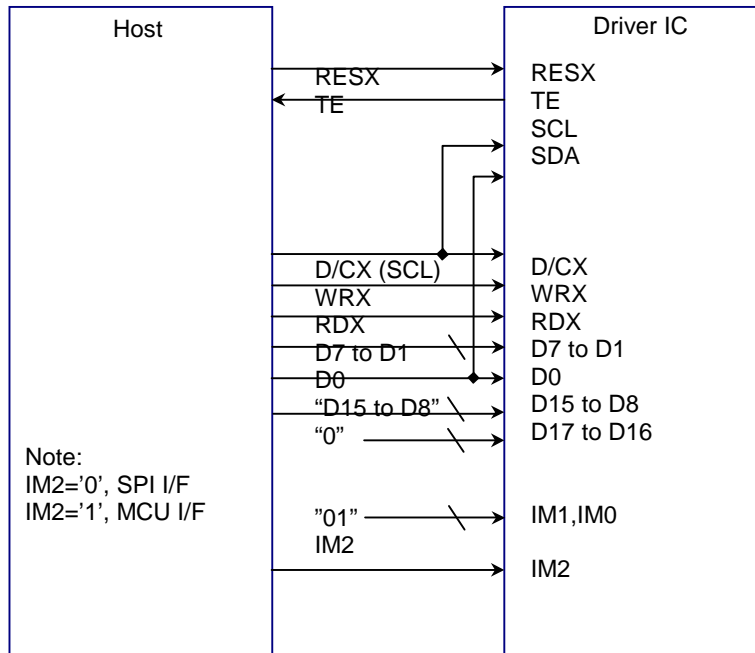 Host
Driver IC
RESX
RESX
TE
TE
SCL
SDA
D/CX (SCL)
D/CX
WRX
WRX
RDX
RDX
D7 to D1
D7 to D1
D0
D0
“D15 to D8”
D15 to D8
“0”
D17 to D16
Note:
IM2='0', SPI I/F
IM2='1', MCU I/F
”01”
IM1,IM0
IM2
IM2